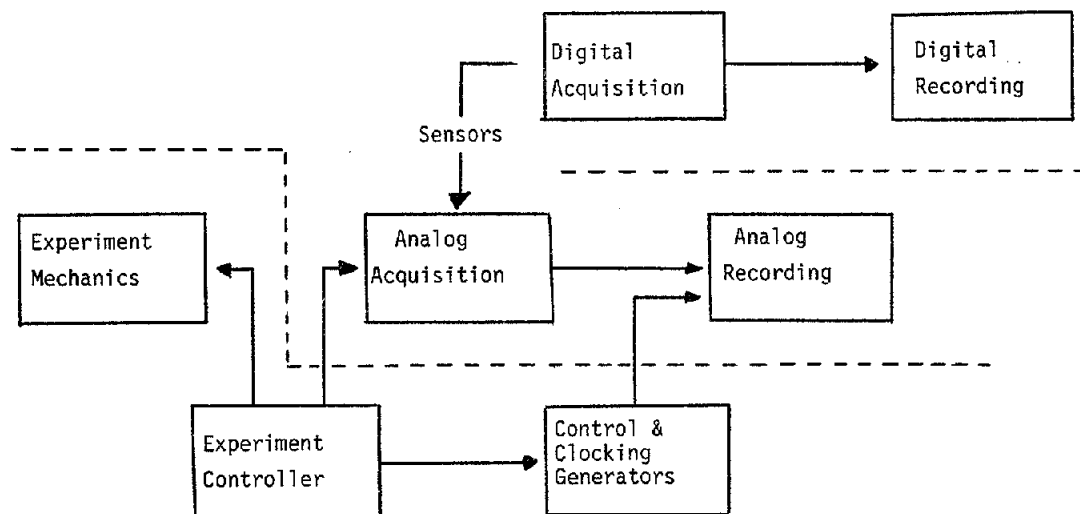 Digital
Acquisition
Digital
Recording
Sensors
Experiment
Mechanics
Analog
Acquisition
Analog
Recording
Experiment
Controller
Control &
Clocking
Generators